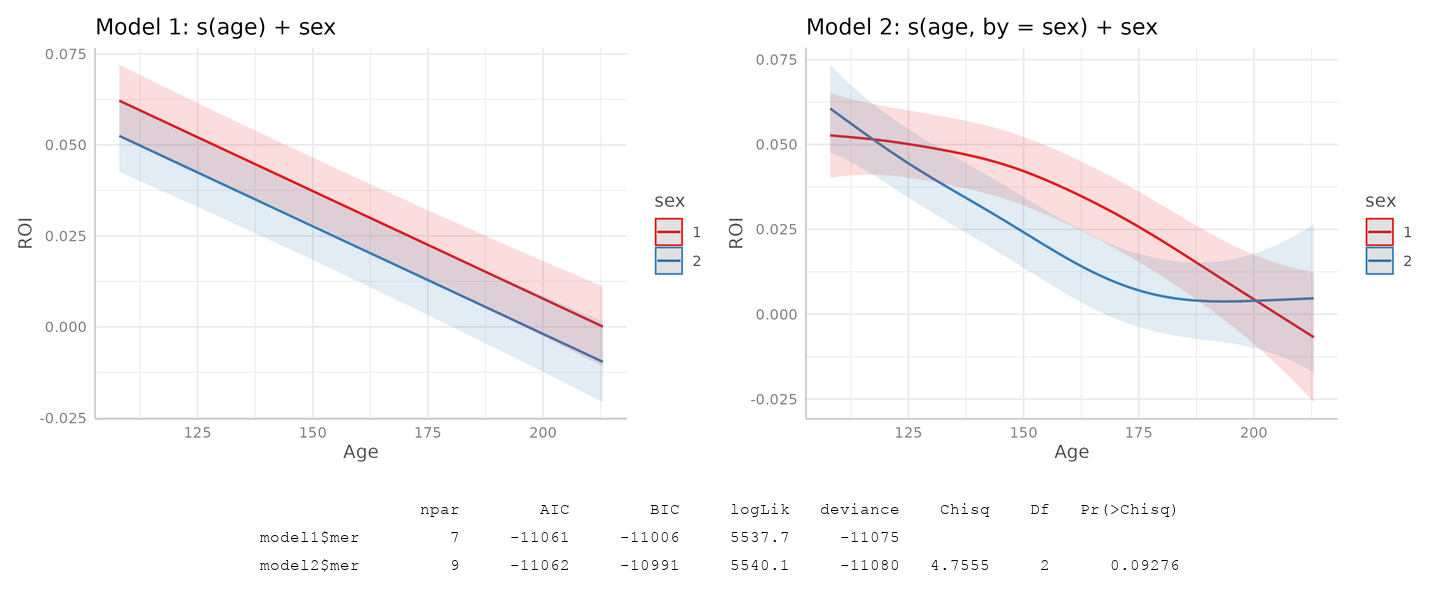 Model 1: s(age) + sex
0.075
0.050
0.025
0.000
-0.025
ROI
125 150 175 200
Age
sex
1
2
Model 2: s(age, by = sex) + sex
0.075
0.050
0.025
0.000
-0.025
ROI
125 150 175 200
Age
sex
1
2
npar AIC BIC logLik deviance Chisq Df Pr(>Chisq)
model1$mer 7 -11061 -11006 5537.7 -11075
model2$mer 9 -11062 -10991 5540.1 -11080 4.7555 2 0.09276